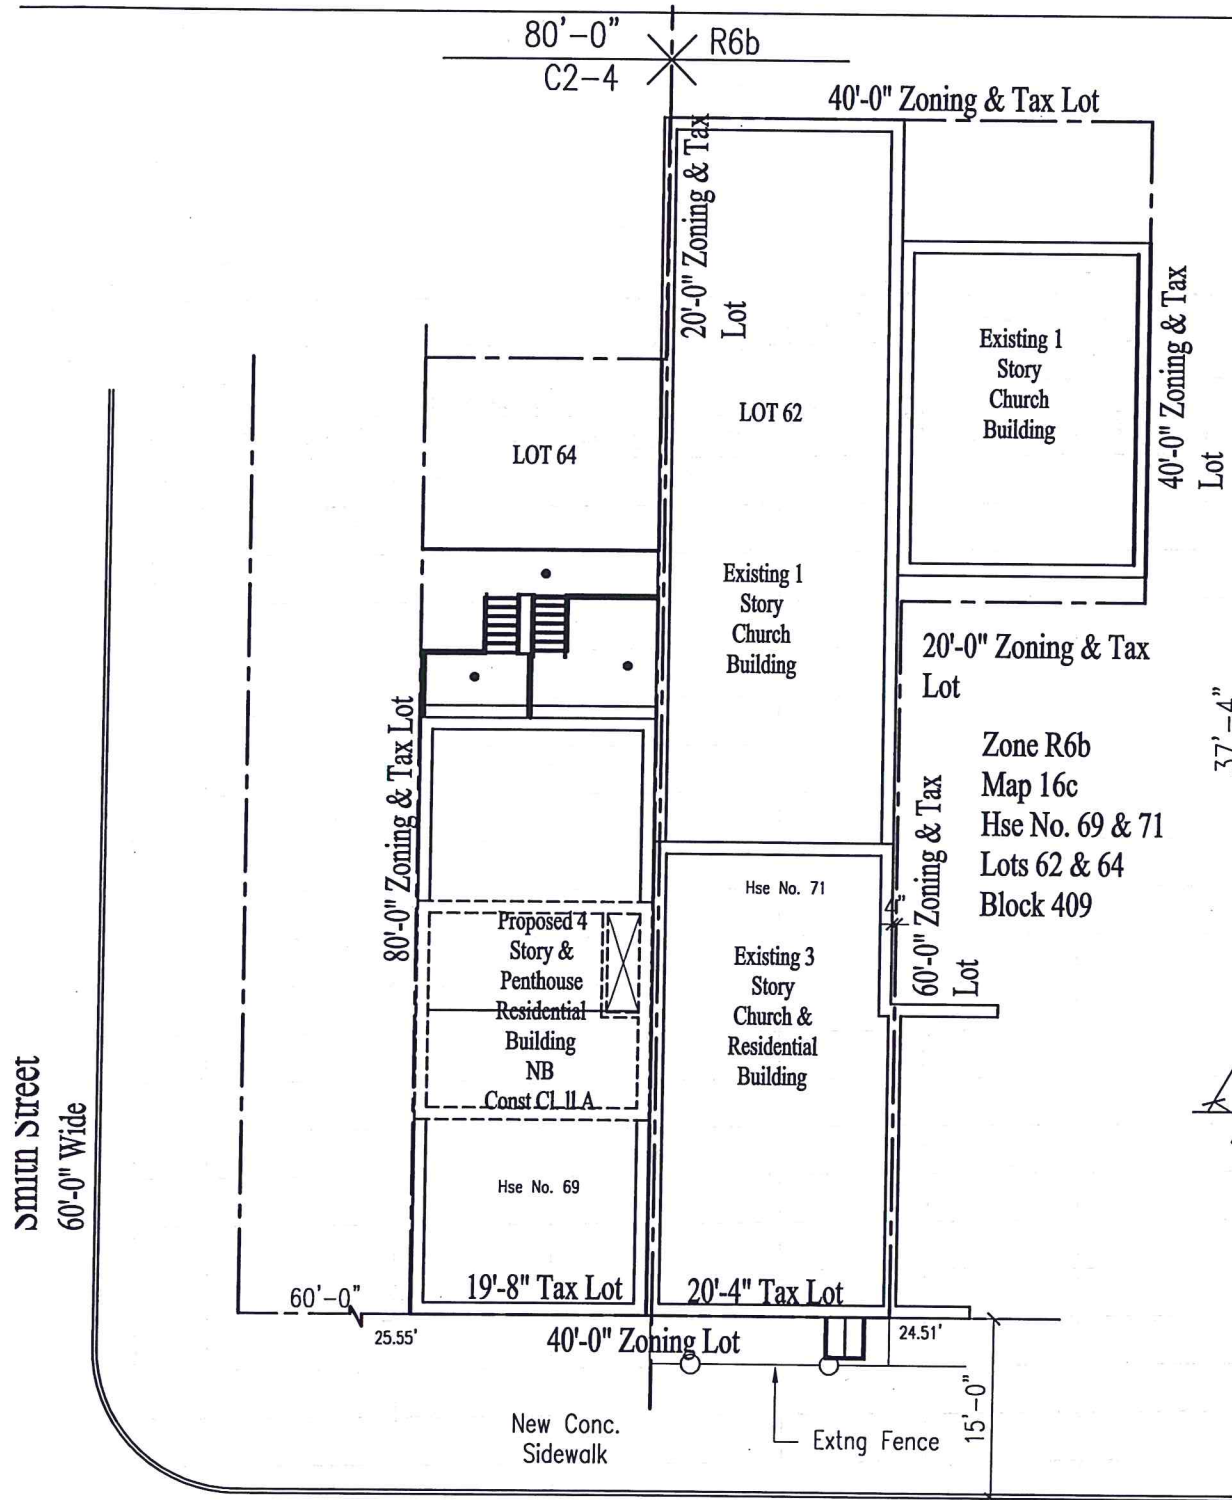 80'-0"
R6b
C2-4
40'-0" Zoning & Tax Lot
20'-0" Zoning & Tax
Lot
Existing 1
Story
Church
Building
40'-0" Zoning & Tax
Lot
LOT 62
LOT 64
Existing 1
Story
Church
Building
20'-0" Zoning & Tax
Lot
37'-4"
Zone R6b
Map 16c
Hse No. 69 & 71
Lots 62 & 64
Block 409
80'-0" Zoning & Tax Lot
60'-0" Zoning & Tax
Lot
Hse No. 71
4"
Proposed 4
Story &
Penthouse
Residential
Building
NB
Const Cl. II A
Existing 3
Story
Church &
Residential
Building
Smith Street
60'-0" Wide
Hse No. 69
60'-0"
19'-8" Tax Lot
20'-4" Tax Lot
25.55'
40'-0" Zoning Lot
24.51'
15'-0"
New Conc.
Sidewalk
Extng Fence